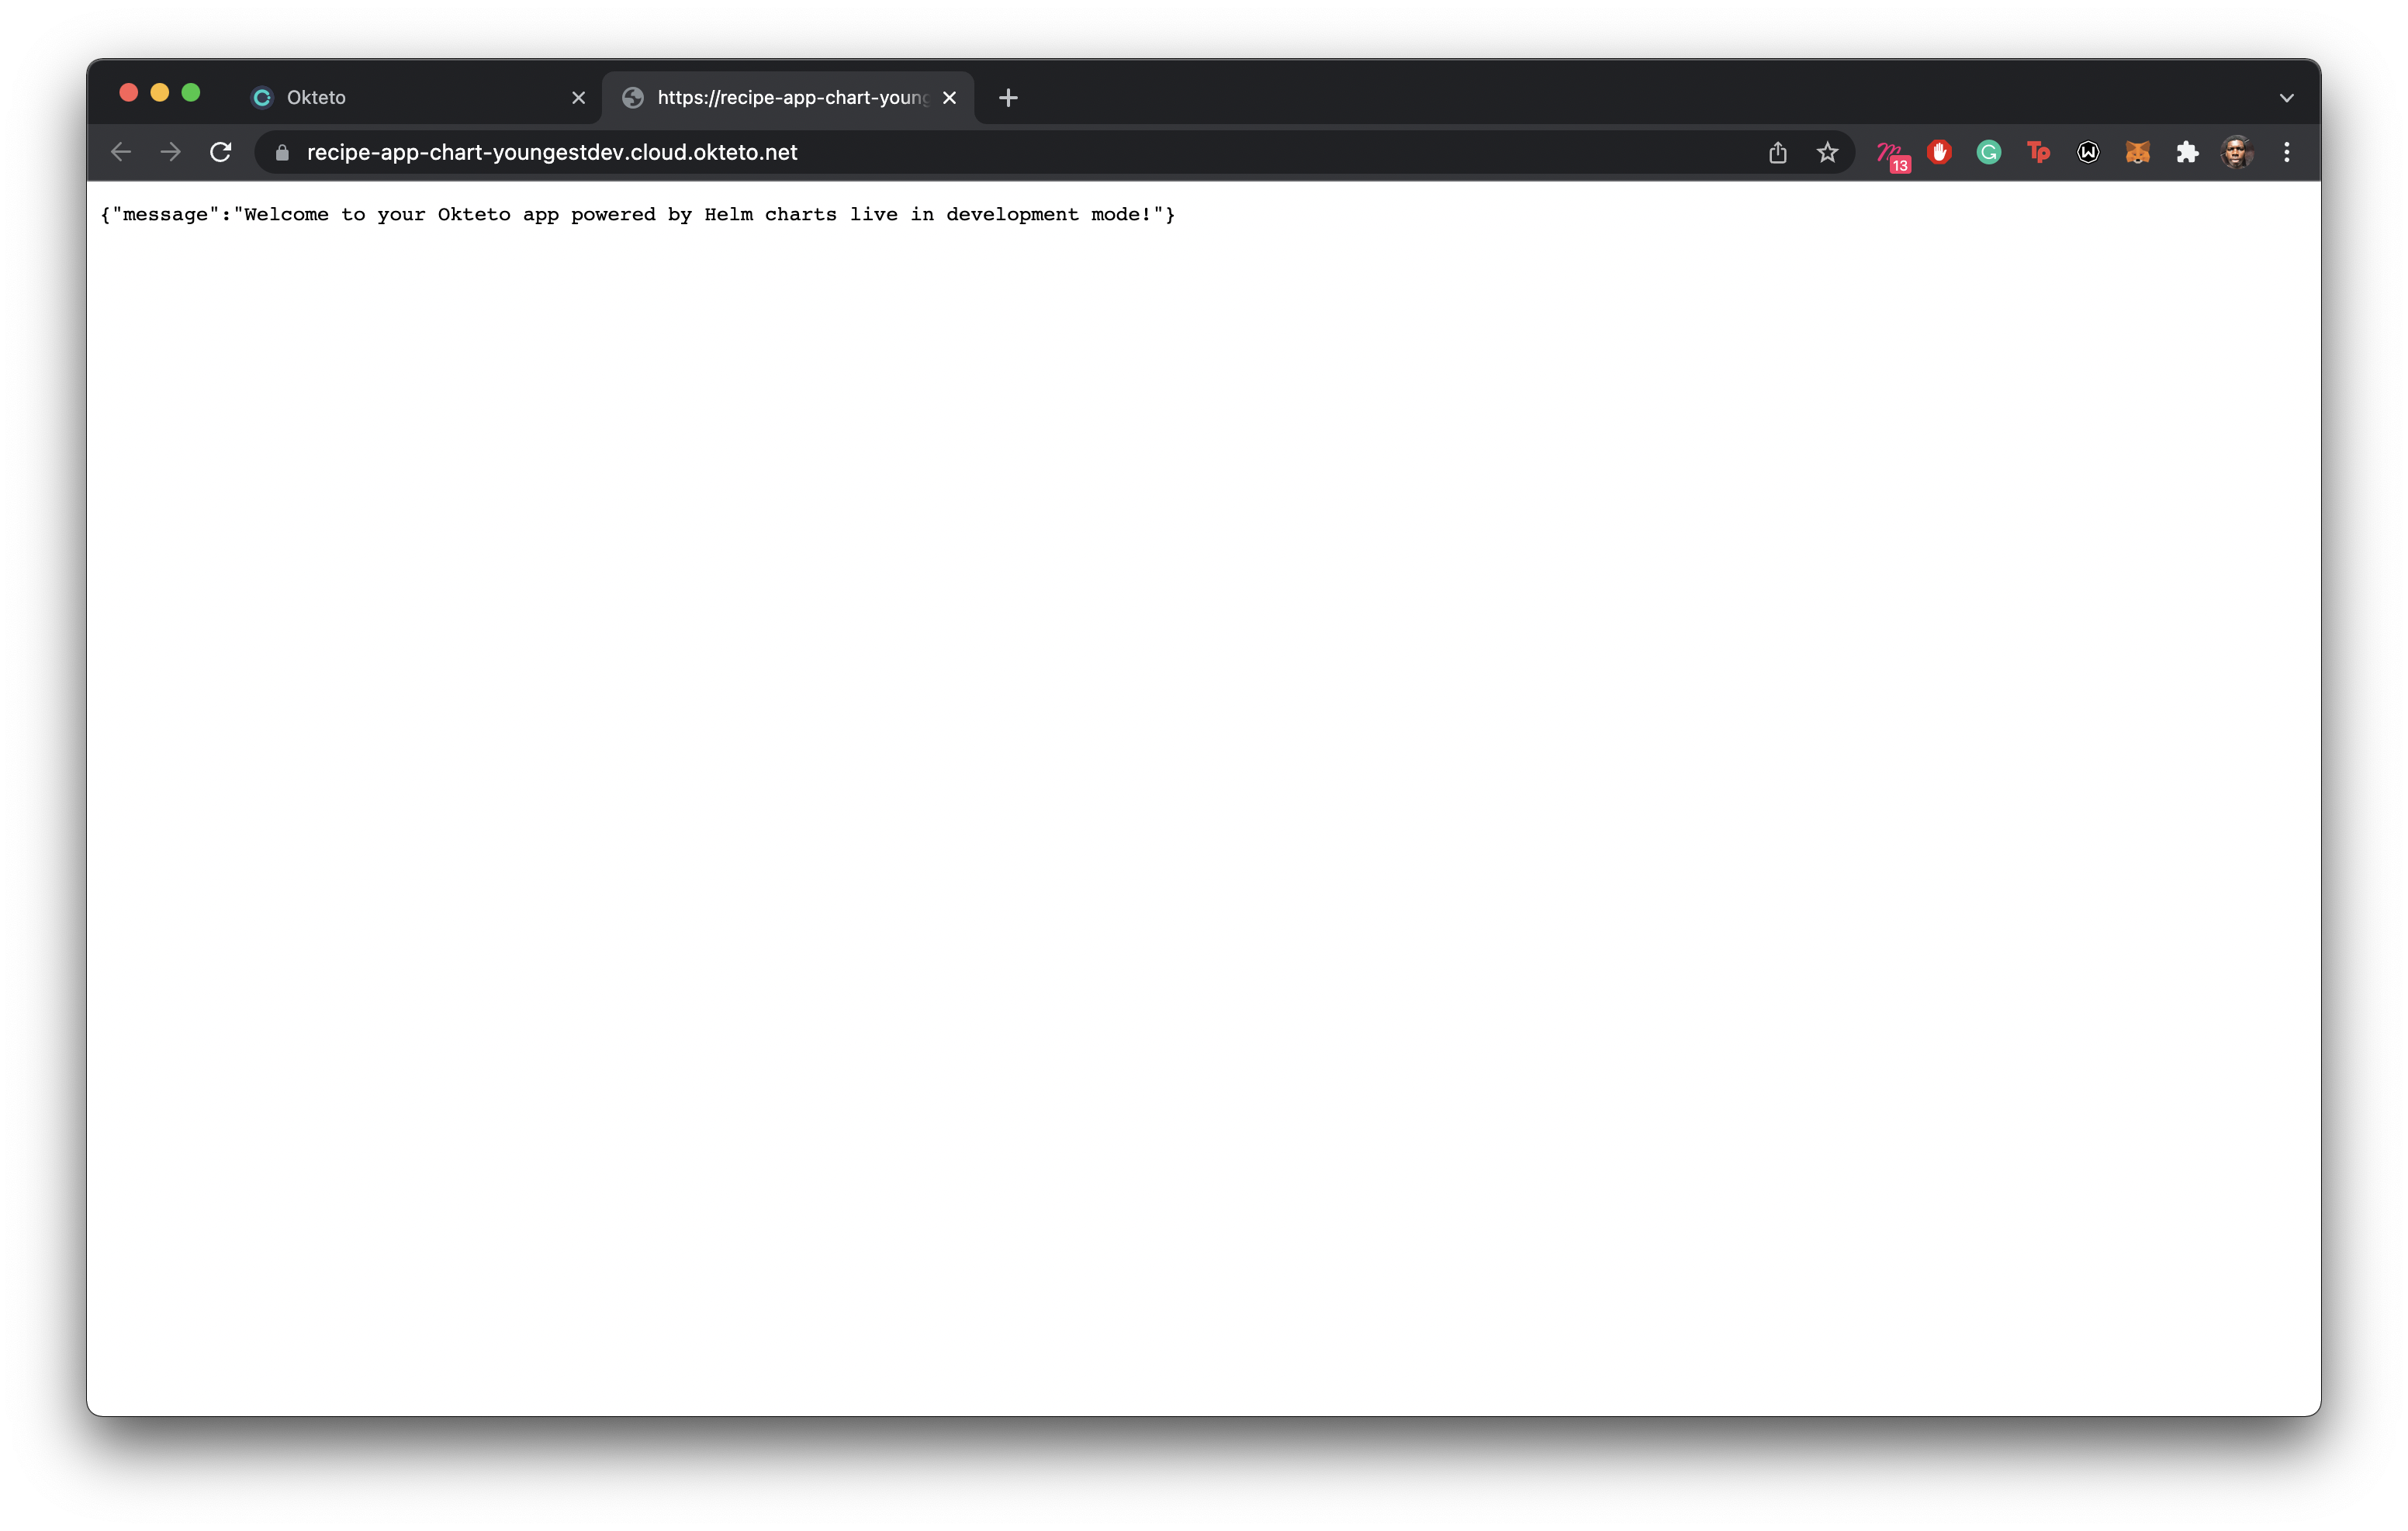 Okteto
https://recipe-app-chart-young
recipe-app-chart-youngestdev.cloud.okteto.net
13
Tp
{"message":"Welcome to your Okteto app powered by Helm charts live in development mode!"}